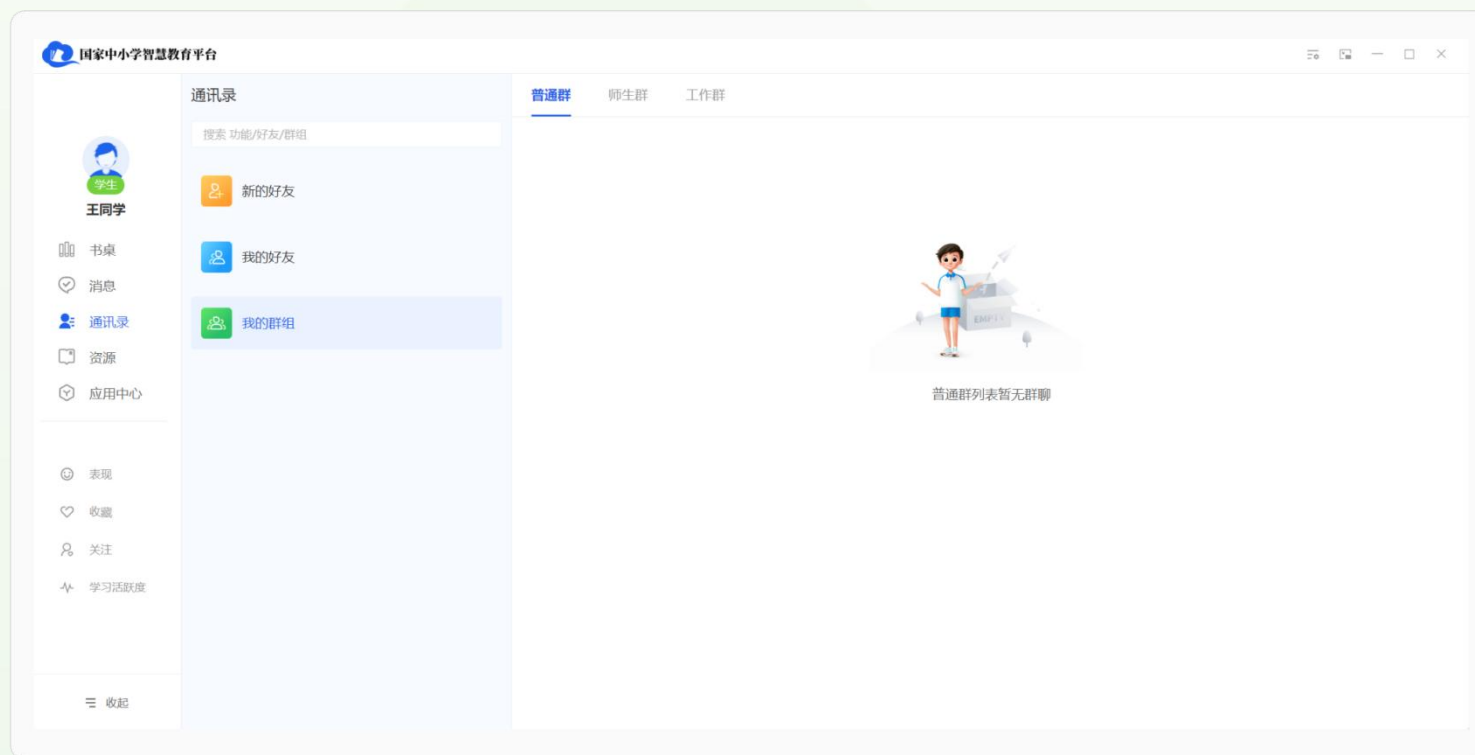 国家中小学智慧教育平台
学生
王同学
书桌
消息
通讯录
资源
应用中心
表现
收藏
关注
学习活跃度
收起
通讯录
搜索 功能/好友/群组
新的好友
我的好友
我的群组
普通群 师生群 工作群
EMPTY
普通群列表暂无群聊